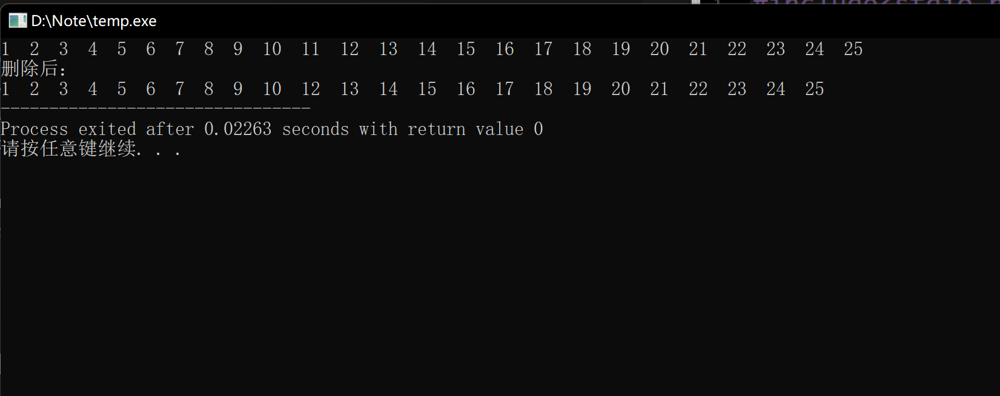 #include<stdio.h
D:\Note\temp.exe
1 2 3 4 5 6 7 8 9 10 11 12 13 14 15 16 17 18 19 20 21 22 23 24 25
删除后：
1 2 3 4 5 6 7 8 9 10 12 13 14 15 16 17 18 19 20 21 22 23 24 25
--------------------------------
Process exited after 0.02263 seconds with return value 0
请按任意键继续. . .